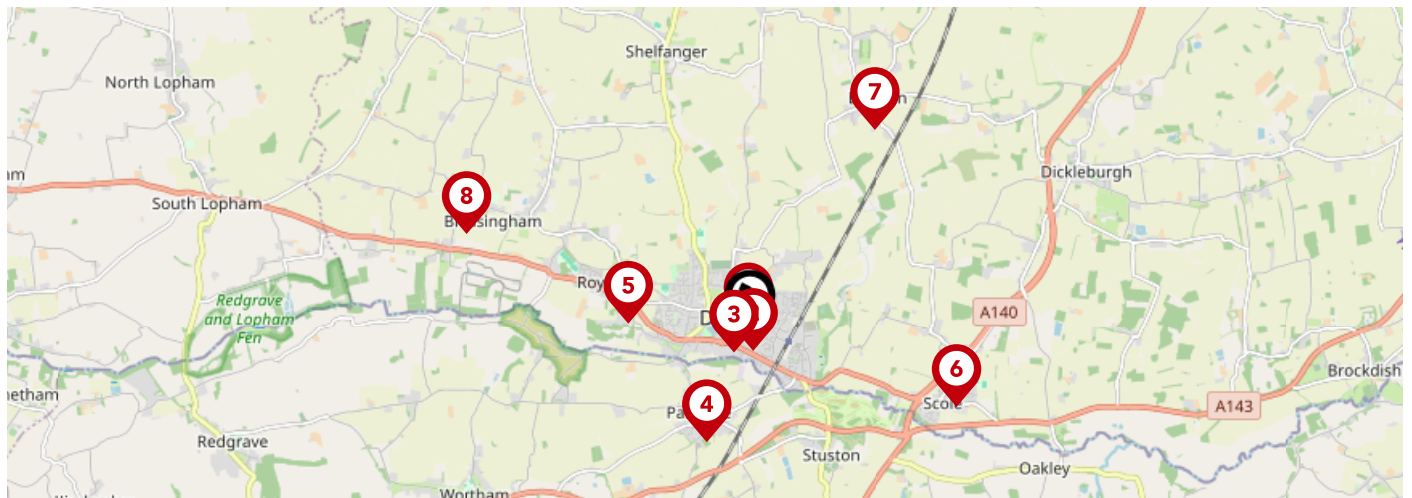 Shelfanger
North Lopham
7
Dickleburgh
8
South Lopham
5
Redgrave
and Lopham
Fen
3
A140
6
Brockdish
4
A143
Redgrave
Stuston
Oakley
Wortham